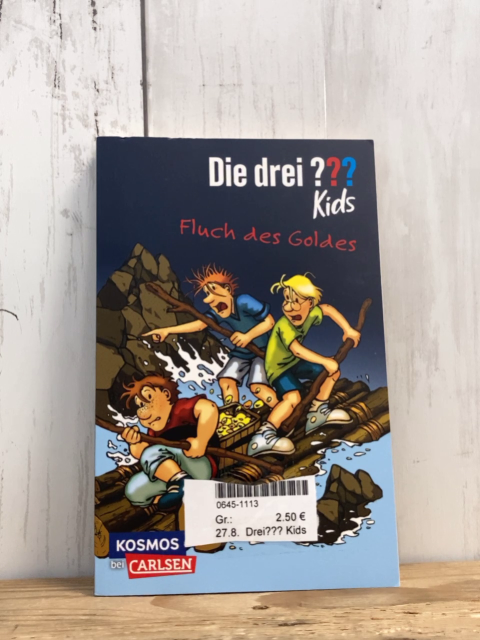 Die drei ???
Kids
Fluch des Goldes
0645-1113
Gr.: 2.50 €
27.8. Drei??? Kids
KOSMOS
bei CARLSEN